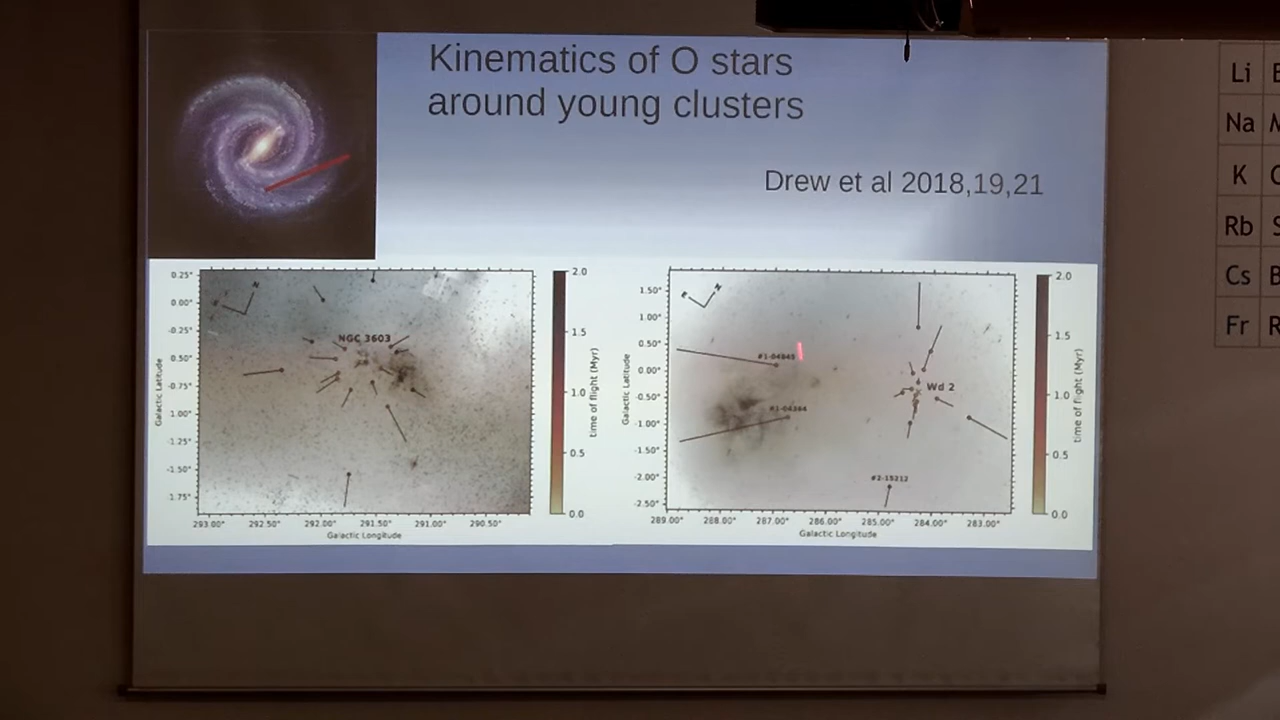 Kinematics of O stars
around young clusters
Drew et al 2018,19,21
0.25°
0.00°
-0.25°
0.50°
0.75°
1.00°
-1.25°
-1.50°
1.75°
NGC 3603
293.00° 292.50° 292.00° 291.50° 291.00° 290.50°
Galactic Longitude
Galactic Latitude
2.0
1.5
1.0
0.5
0.0
time of flight (Myr)
1.50°
1.00°
0.50°
0.00°
-0.50°
-1.00°
-1.50°
-2.00°
-2.50°
Wd 2
#2-15212
289.00° 288.00° 287.00° 286.00° 285.00° 284.00° 283.00°
Galactic Longitude
Galactic Latitude
2.0
1.5
1.0
0.5
0.0
time of flight (Myr)
Li
Na
K
Rb
Cs
Fr